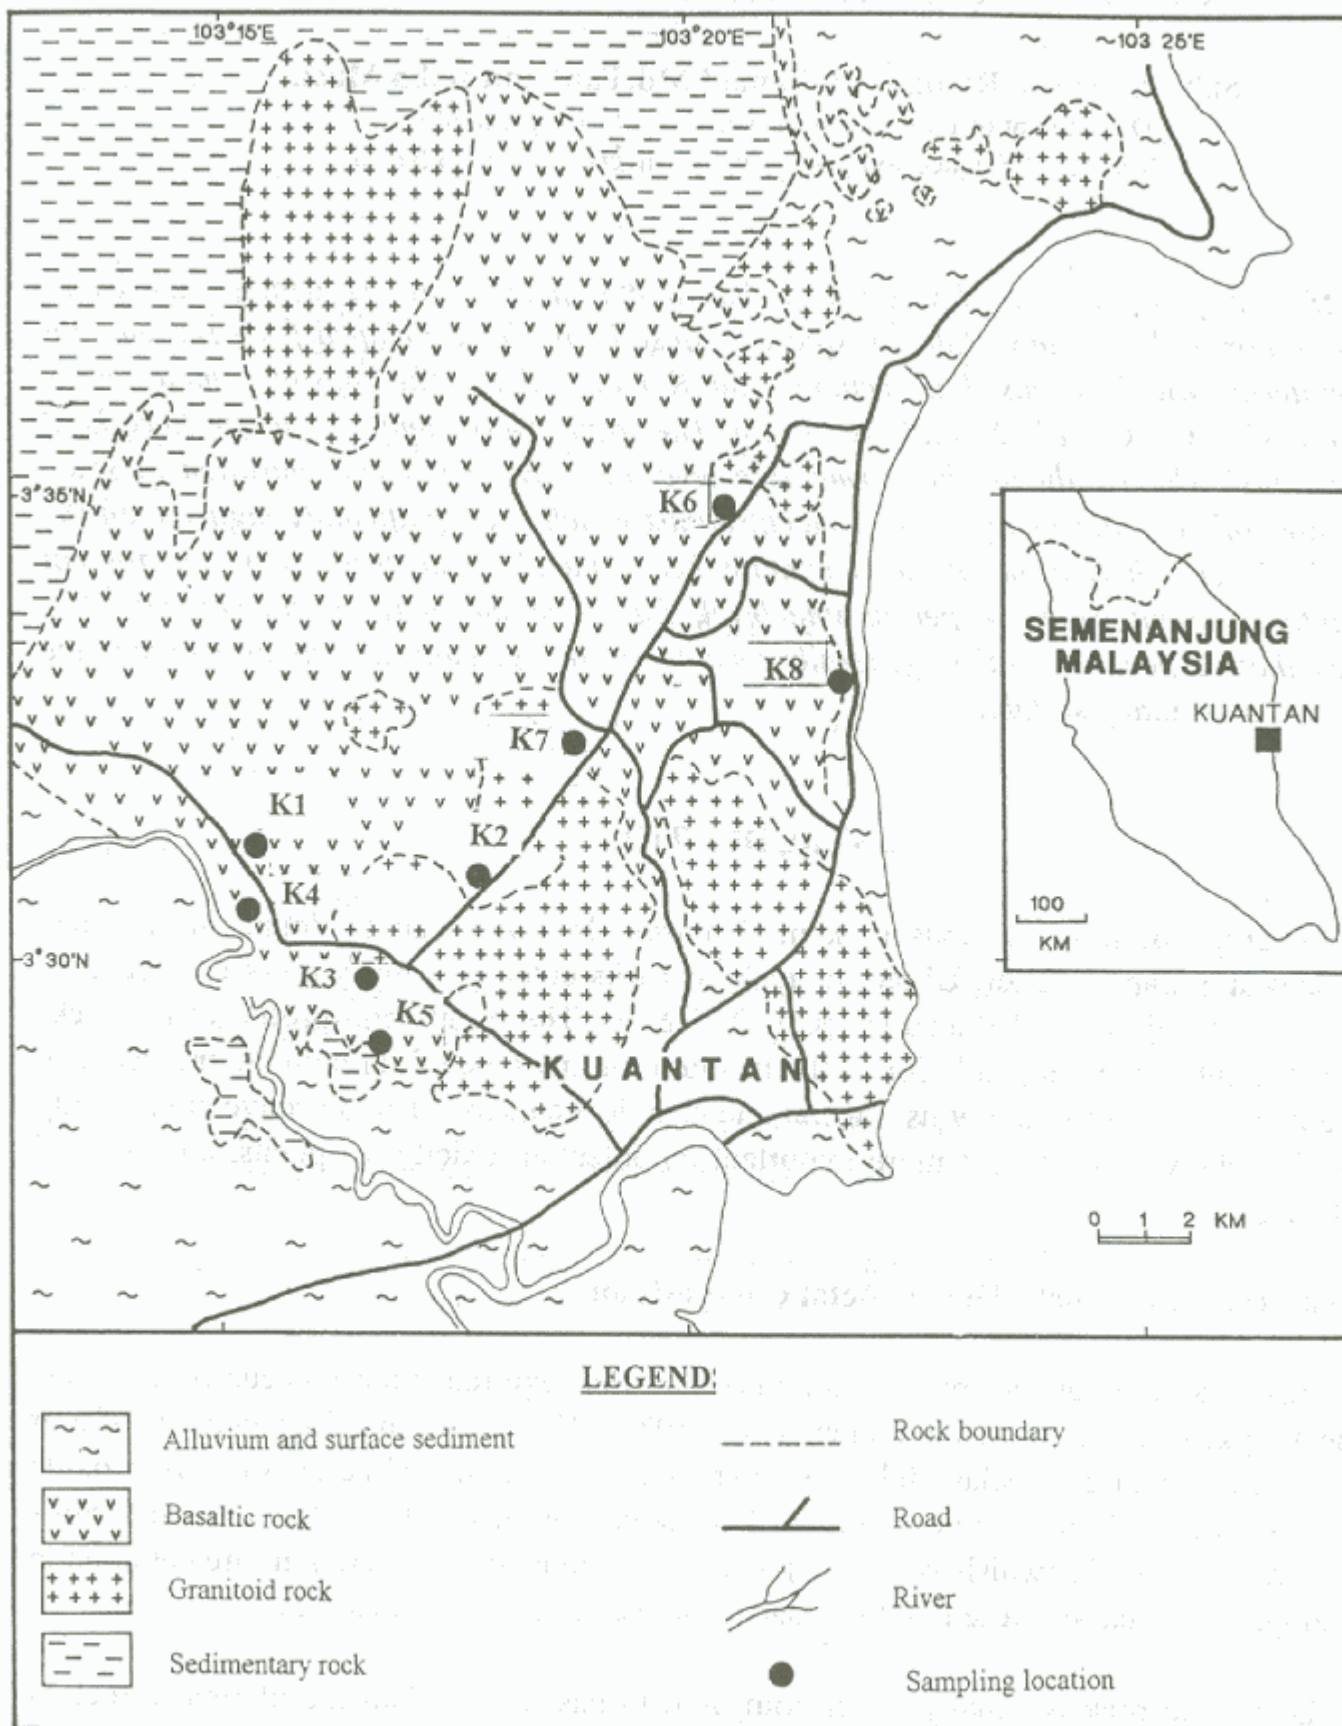 103°15'E
103°20'E
103 25'E
3°35'N
K6
K8
K7
K1
K2
K4
3°30'N
K3
K5
KUANTAN
SEMENANJUNG
MALAYSIA
KUANTAN
100
KM
0 1 2 KM
LEGEND:
Alluvium and surface sediment
Rock boundary
Basaltic rock
Road
Granitoid rock
River
Sedimentary rock
Sampling location